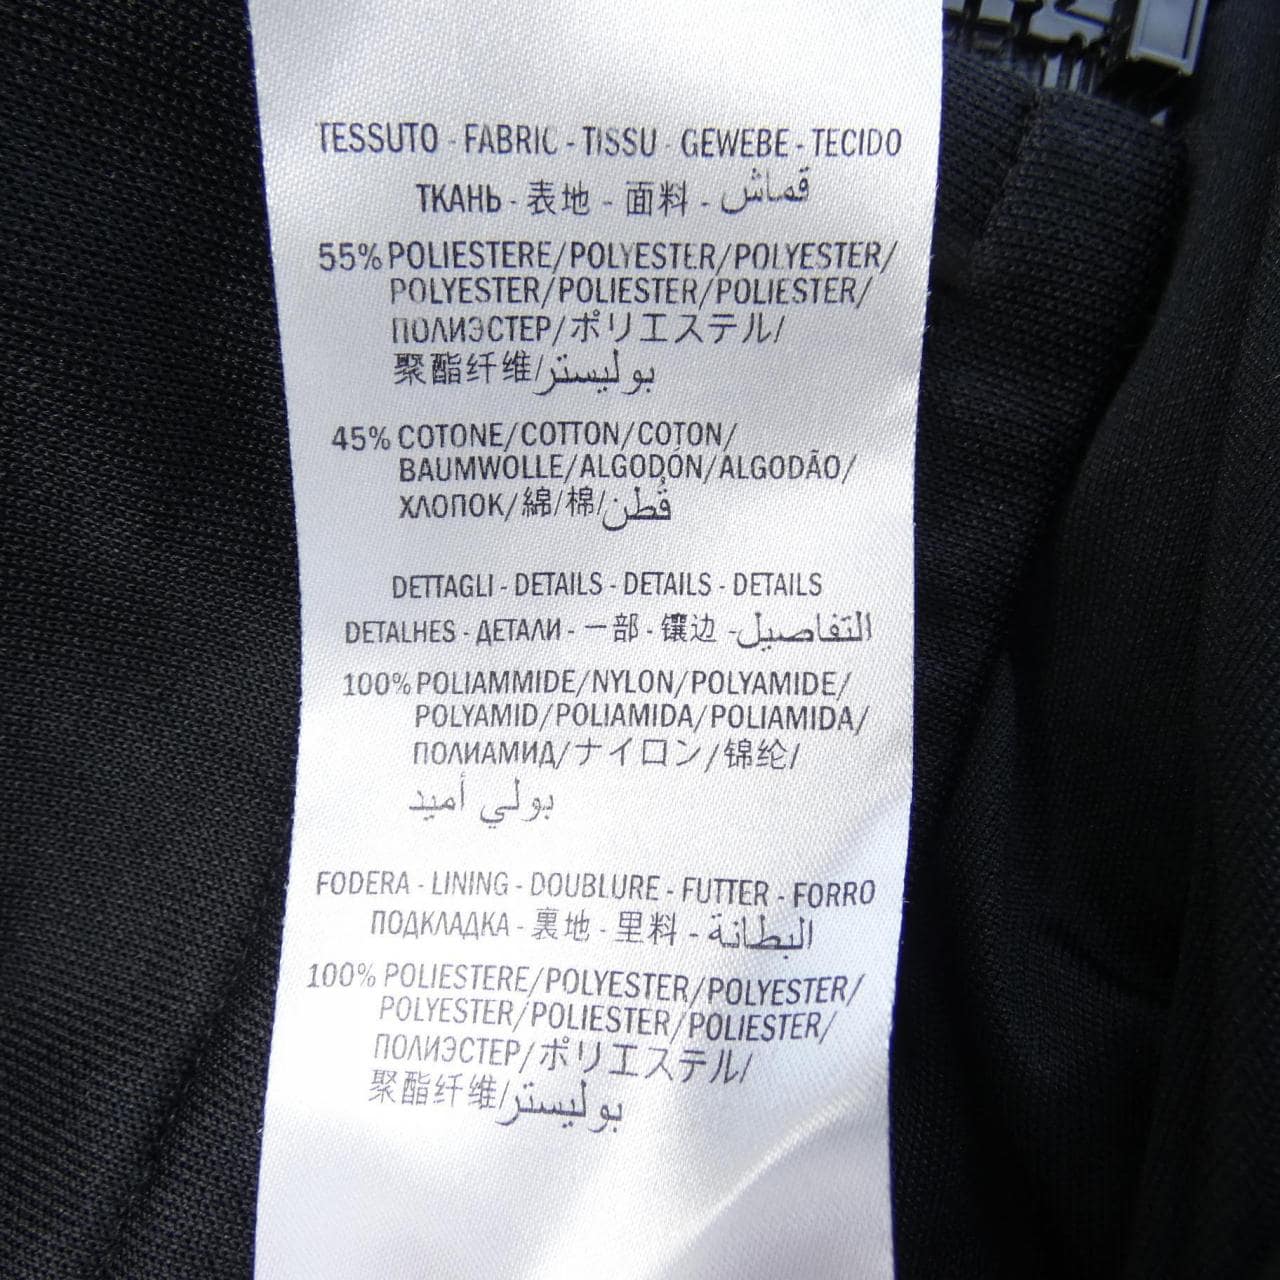 TESSUTO - FABRIC - TISSU - GEWEBE - TECIDO
ТКАНЬ - 表地 - 面料 - قماش
55% POLIESTERE/POLYESTER/POLYESTER/
POLYESTER/POLIESTER/POLIESTER/
ПОЛИЭСТЕР/ポリエステル/
聚酯纤维/بوليستر
45% COTONE/COTTON/COTON/
BAUMWOLLE/ALGODÓN/ALGODÃO/
ХЛОПОК/綿/棉/قُطن
DETTAGLI - DETAILS - DETAILS - DETAILS
DETALHES - ДЕТАЛИ - 一部 - 镶边 - التفاصيل
100% POLIAMMIDE/NYLON/POLYAMIDE/
POLYAMID/POLIAMIDA/POLIAMIDA/
ПОЛИАМИД/ナイロン/锦纶/
بولي أميد
FODERA - LINING - DOUBLURE - FUTTER - FORRO
ПОДКЛАДКА - 裏地 - 里料 - البطانة
100% POLIESTERE/POLYESTER/POLYESTER/
POLYESTER/POLIESTER/POLIESTER/
ПОЛИЭСТЕР/ポリエステル/
聚酯纤维/بوليستر